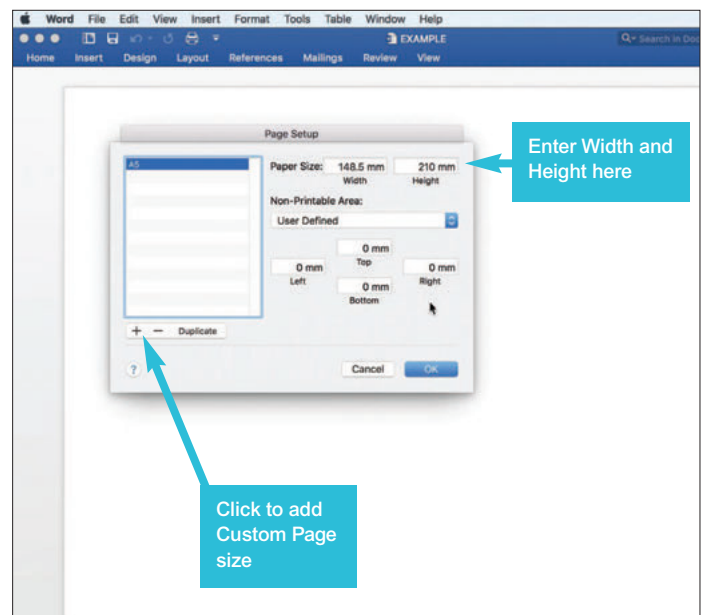 Word File Edit View Insert Format Tools Table Window Help
EXAMPLE
Search in Doc
Home Insert Design Layout References Mailings Review View
Page Setup
A5
Paper Size: 148.5 mm 210 mm
Width Height
Non-Printable Area:
User Defined
0 mm
Top
0 mm 0 mm
Left Right
0 mm
Bottom
+ − Duplicate
? Cancel OK
Enter Width and
Height here
Click to add
Custom Page
size